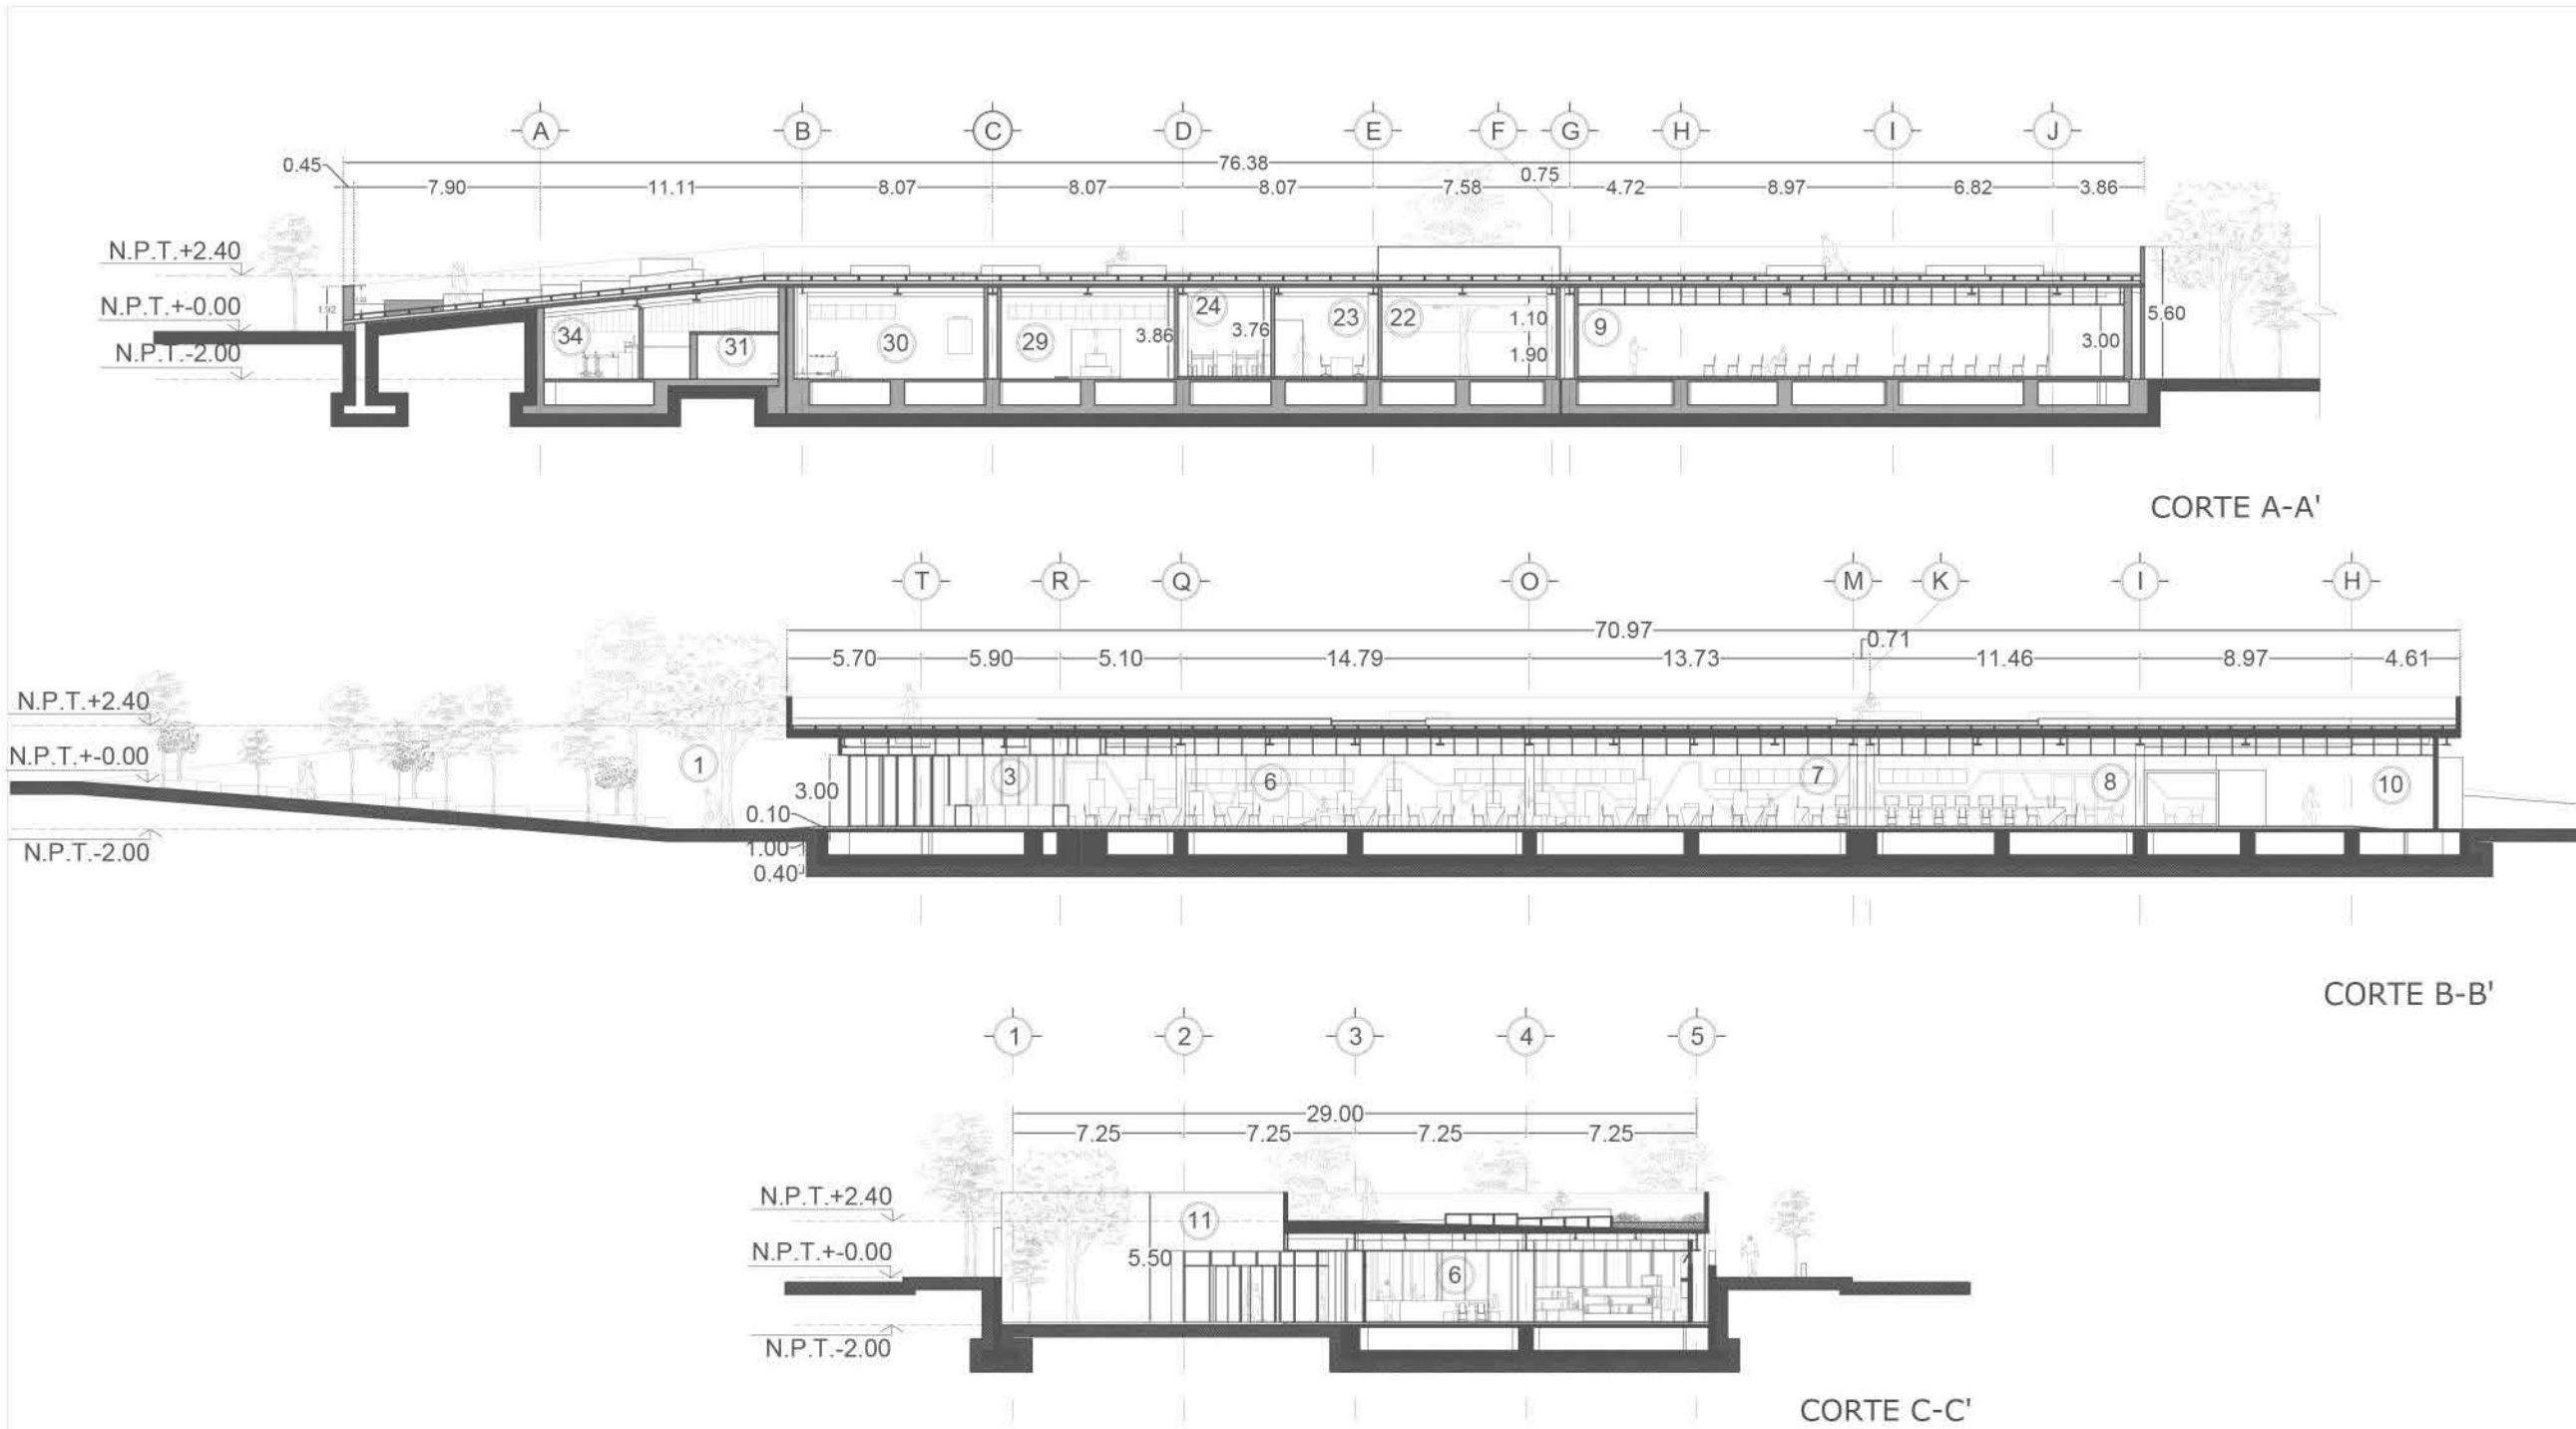 A B C D E F G H I J
76.38
0.45 7.90 11.11 8.07 8.07 8.07 7.58 0.75 4.72 8.97 6.82 3.86
N.P.T.+2.40
N.P.T.+-0.00
N.P.T.-2.00
1.92
34 31 30 29 3.86 24 3.76 23 22 1.10 1.90 9 3.00 5.60
CORTE A-A'
T R Q O M K I H
70.97
5.70 5.90 5.10 14.79 13.73 0.71 11.46 8.97 4.61
N.P.T.+2.40
N.P.T.+-0.00
N.P.T.-2.00
1 3.00 3 6 7 8 10
0.10
1.00
0.40
CORTE B-B'
1 2 3 4 5
29.00
7.25 7.25 7.25 7.25
N.P.T.+2.40
N.P.T.+-0.00
N.P.T.-2.00
11
5.50 6 7
CORTE C-C'